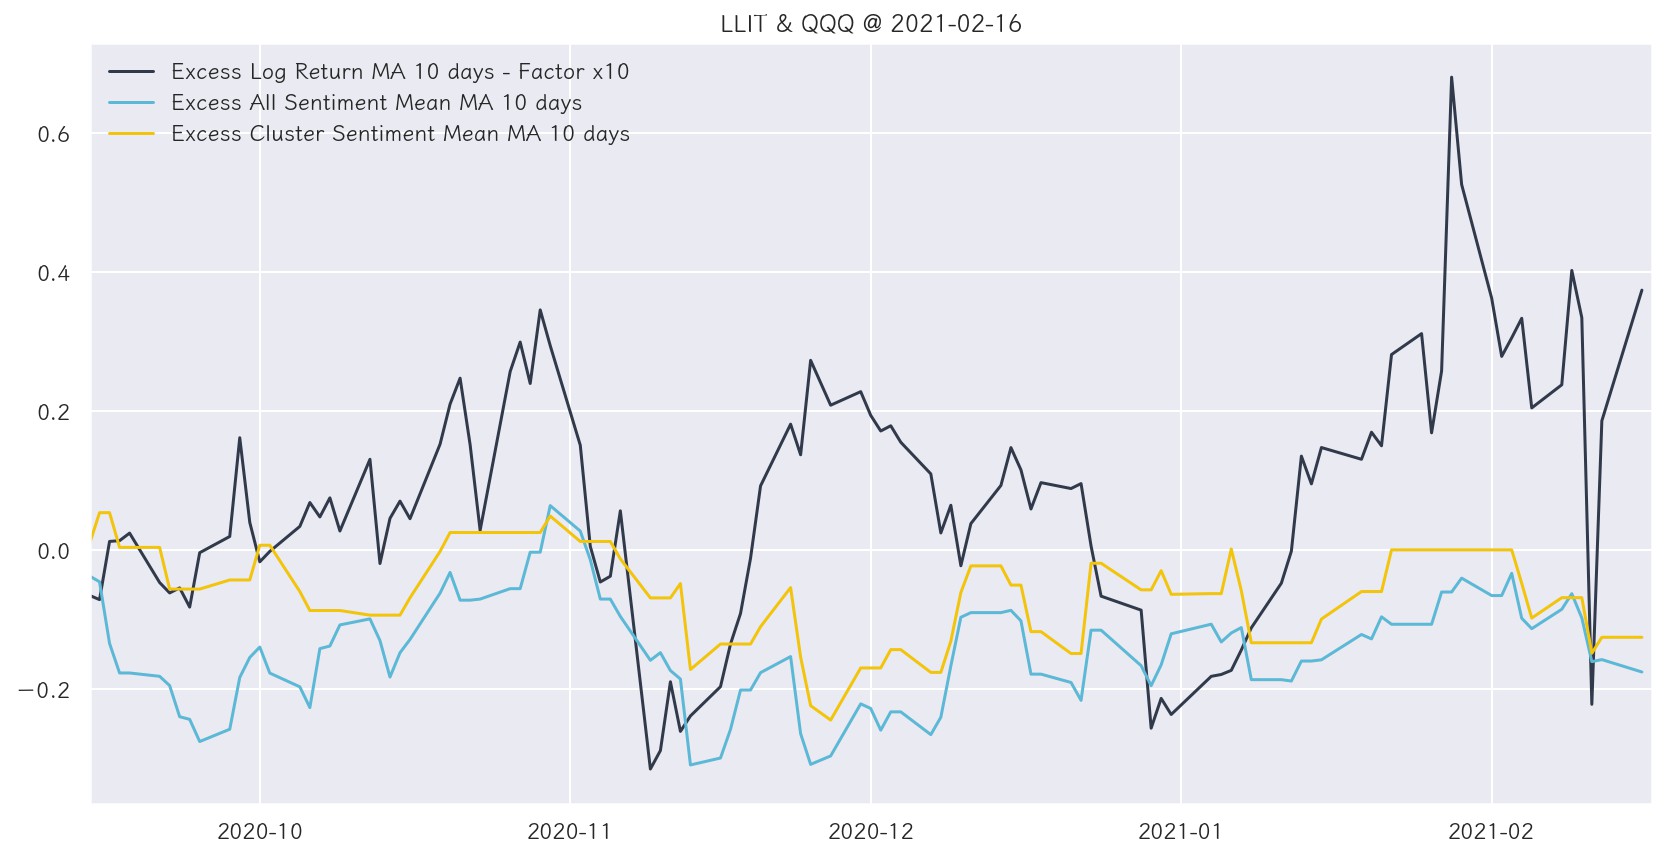 LLIT & QQQ @ 2021-02-16
Excess Log Return MA 10 days - Factor x10
Excess All Sentiment Mean MA 10 days
Excess Cluster Sentiment Mean MA 10 days
0.6
0.4
0.2
0.0
−0.2
2020-10 2020-11 2020-12 2021-01 2021-02